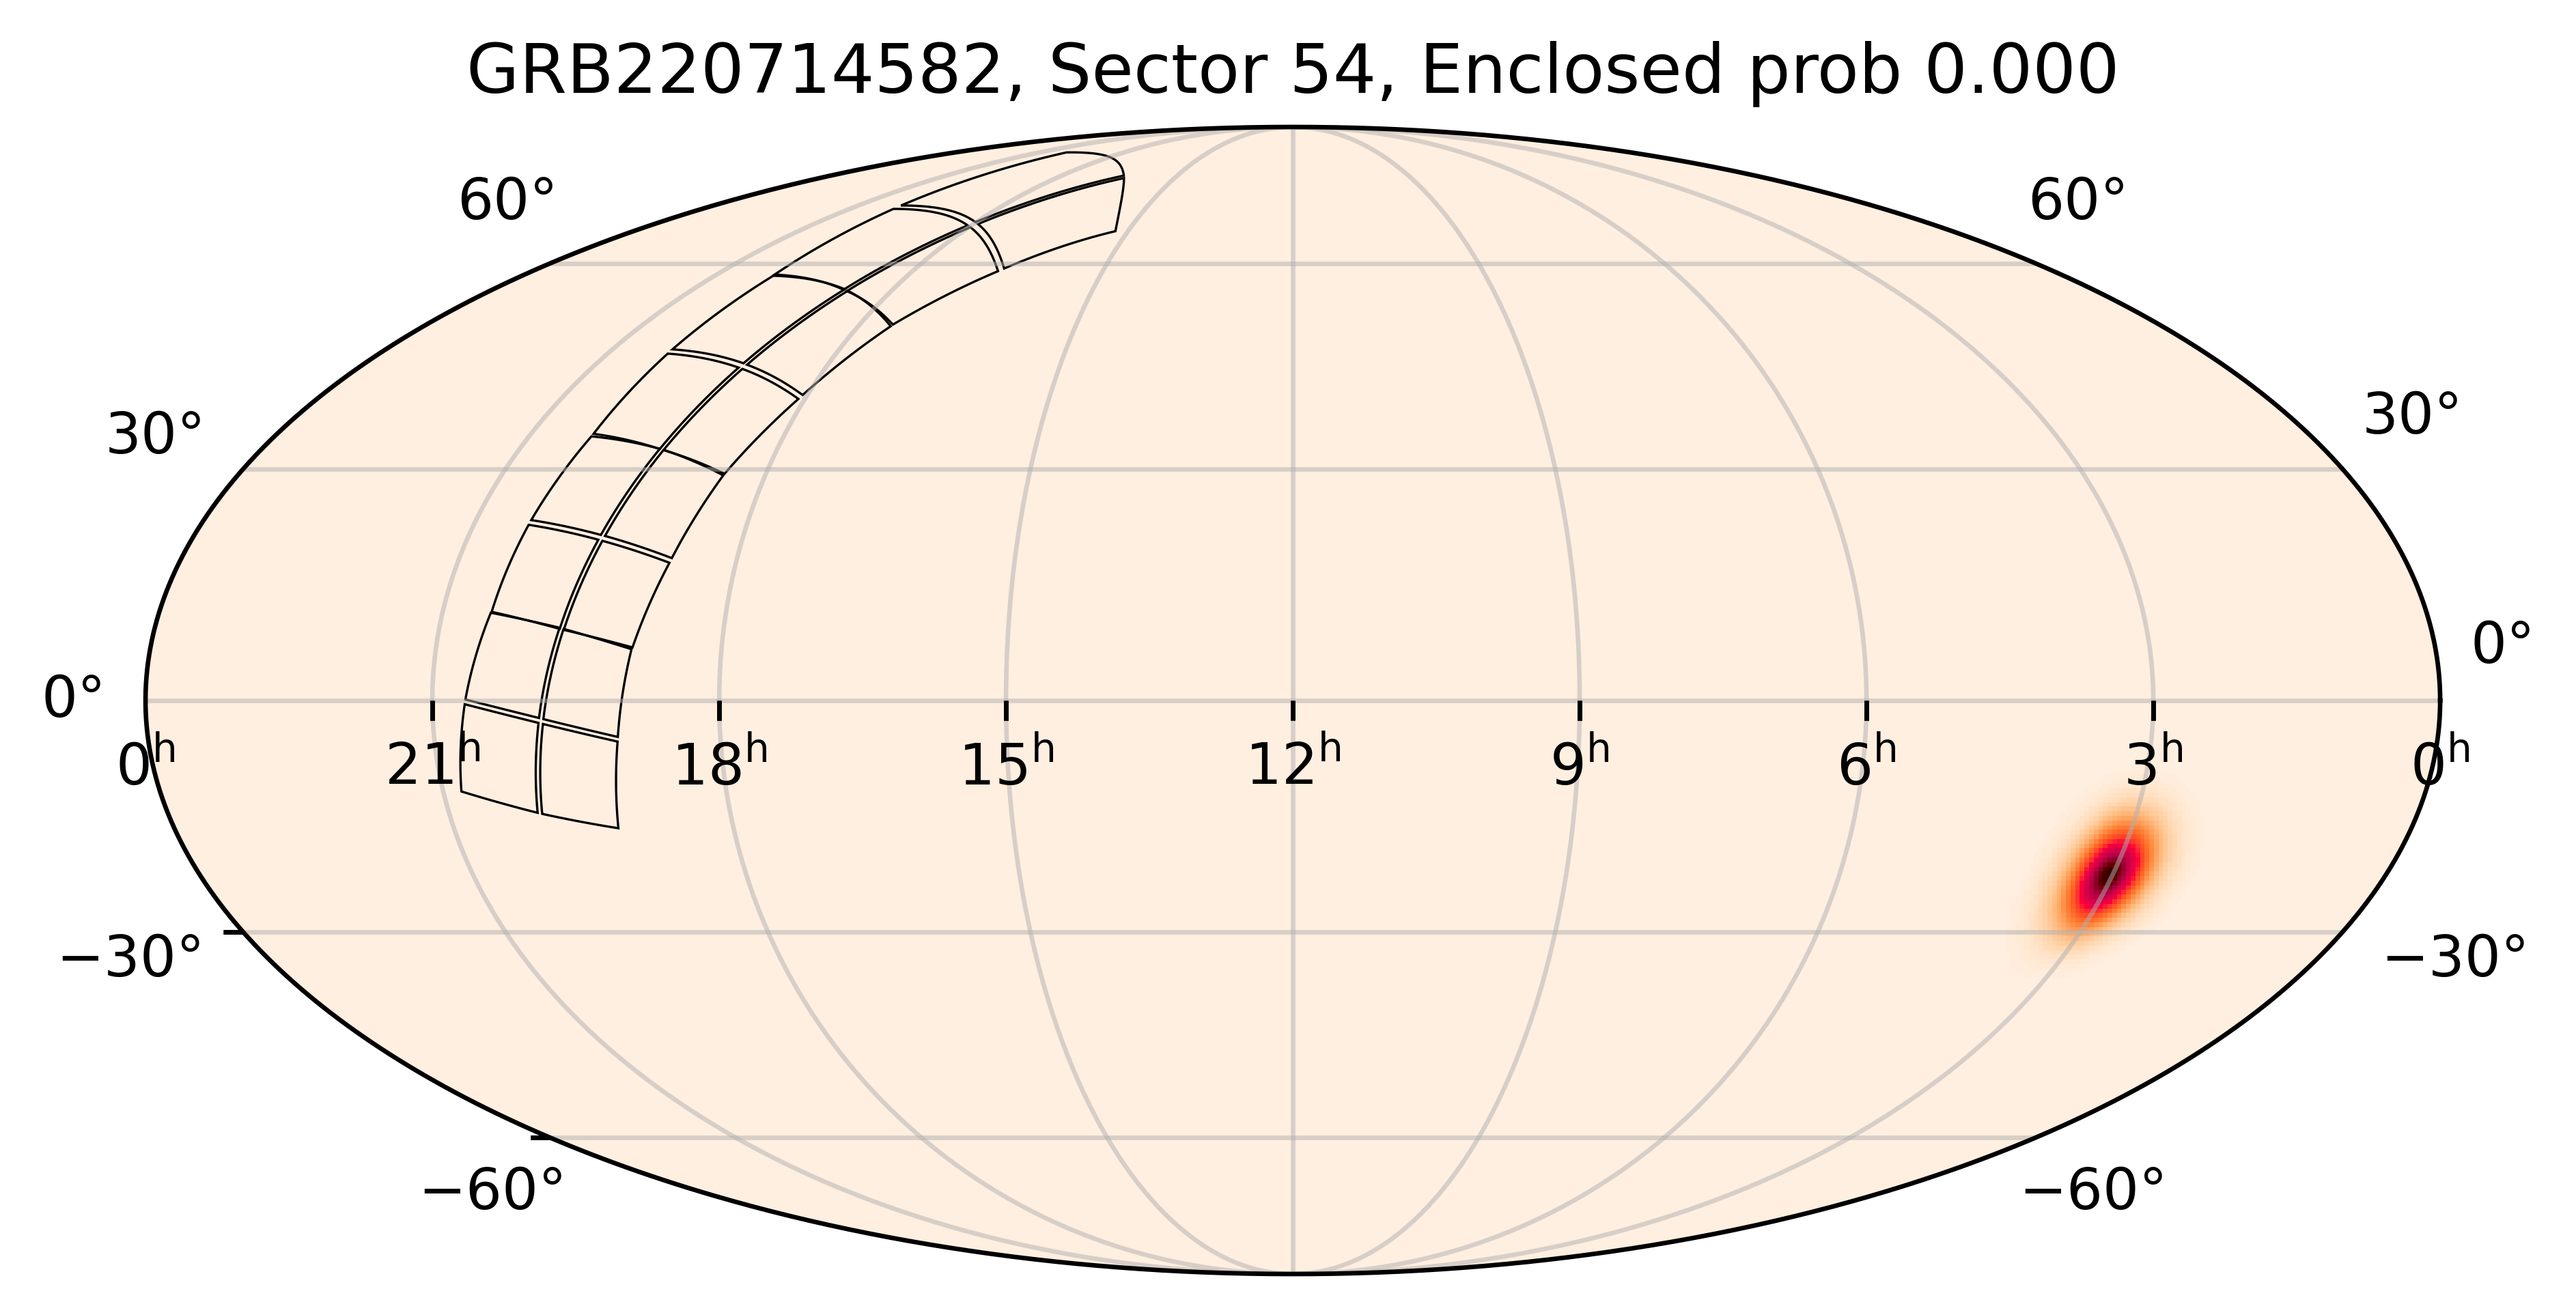 GRB220714582, Sector 54, Enclosed prob 0.000
60° 60°
30° 30°
0° 0°
0h 21h 18h 15h 12h 9h 6h 3h 0h
−30° −30°
−60° −60°